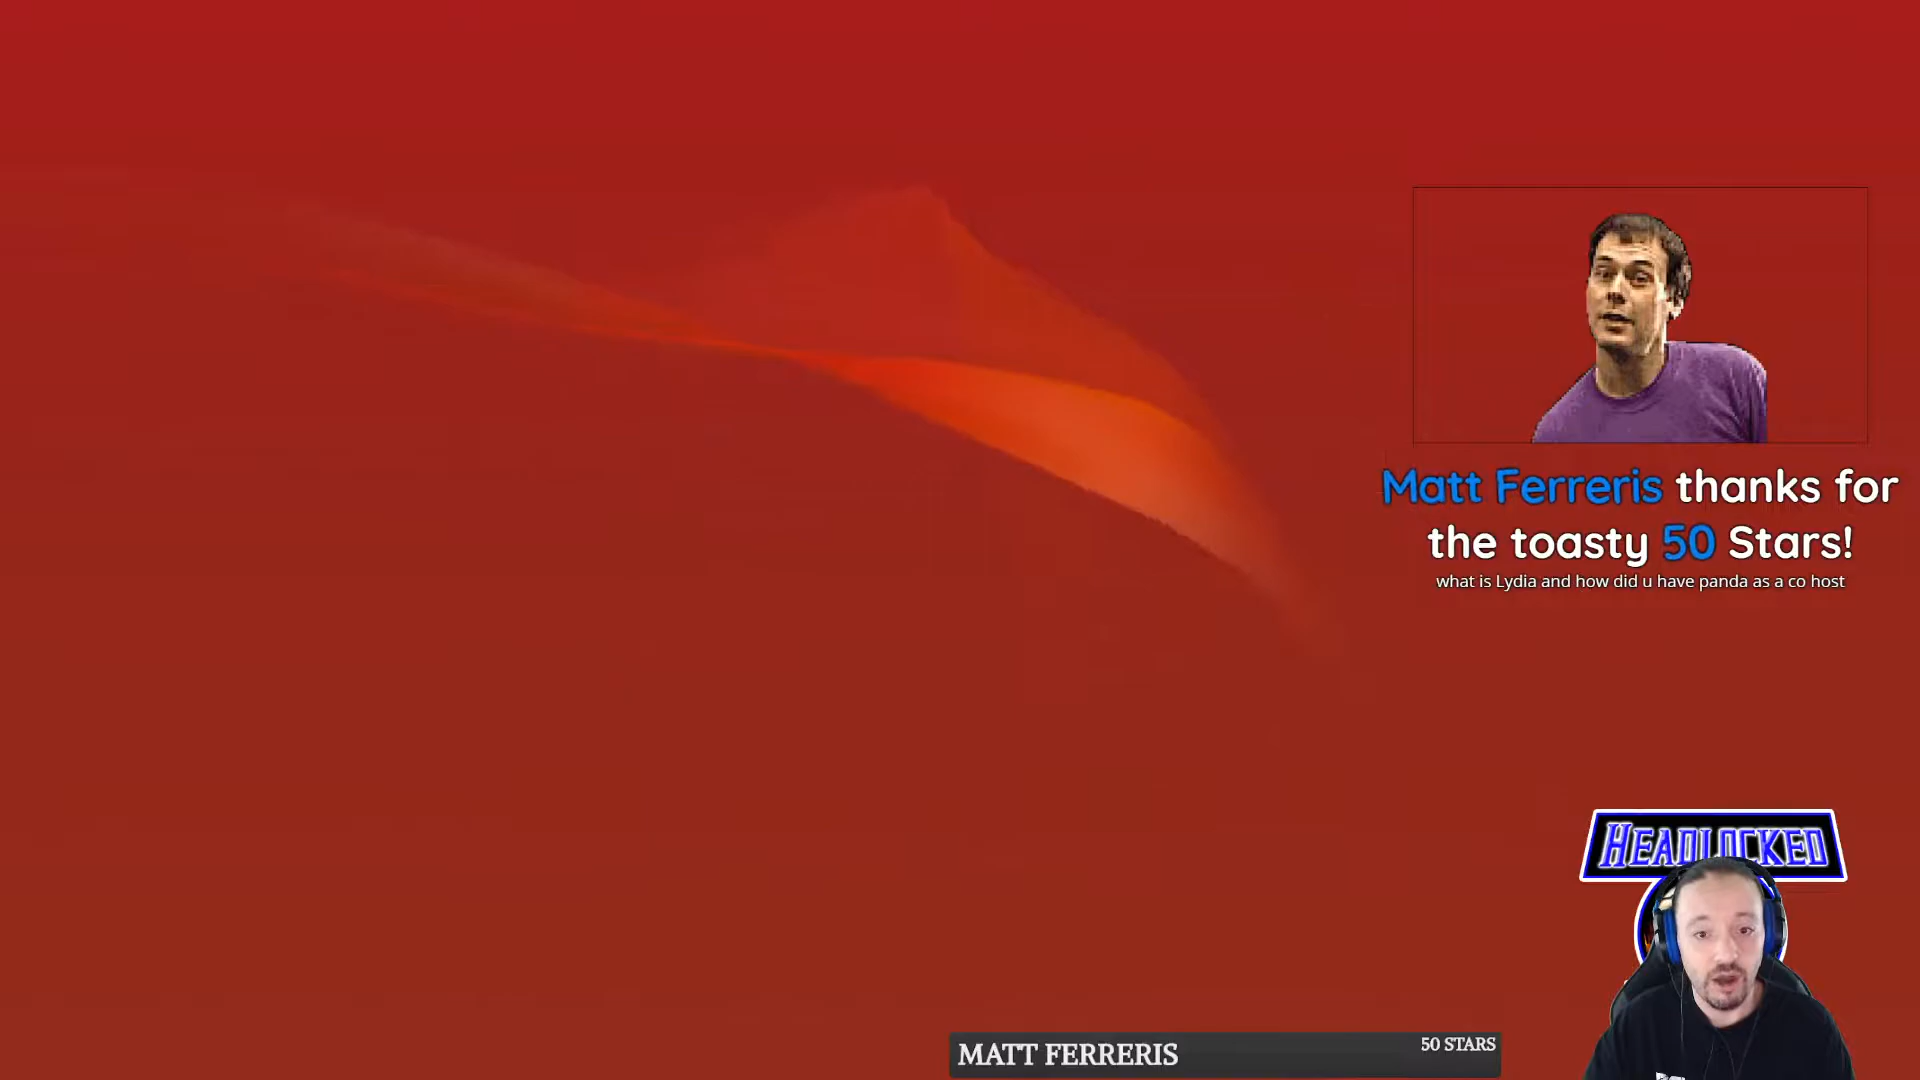 Matt Ferreris thanks for
the toasty 50 Stars!
what is Lydia and how did u have panda as a co host
HEADLOCKED
MATT FERRERIS
50 STARS